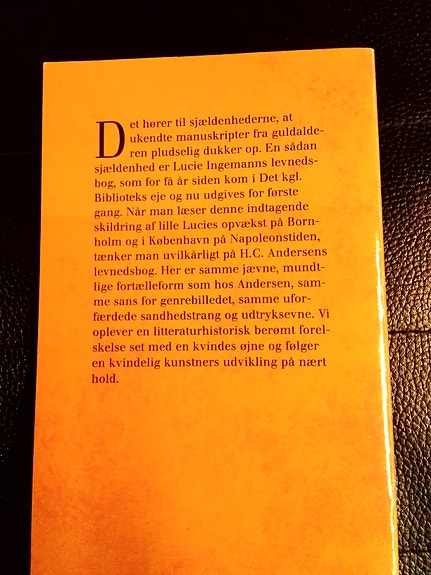 Det hører til sjældenhederne, at
ukendte manuskripter fra guldalde-
ren pludselig dukker op. En sådan
sjældenhed er Lucie Ingemanns levneds-
bog, som for få år siden kom i Det kgl.
Biblioteks eje og nu udgives for første
gang. Når man læser denne indtagende
skildring af lille Lucies opvækst på Born-
holm og i København på Napoleonstiden,
tænker man uvilkårligt på H.C. Andersens
levnedsbog. Her er samme jævne, mundt-
lige fortælleform som hos Andersen, sam-
me sans for genrebilledet, samme ufor-
færdede sandhedstrang og udtryksevne. Vi
oplever en litteraturhistorisk berømt forel-
skelse set med en kvindes øjne og følger
en kvindelig kunstners udvikling på nært
hold.